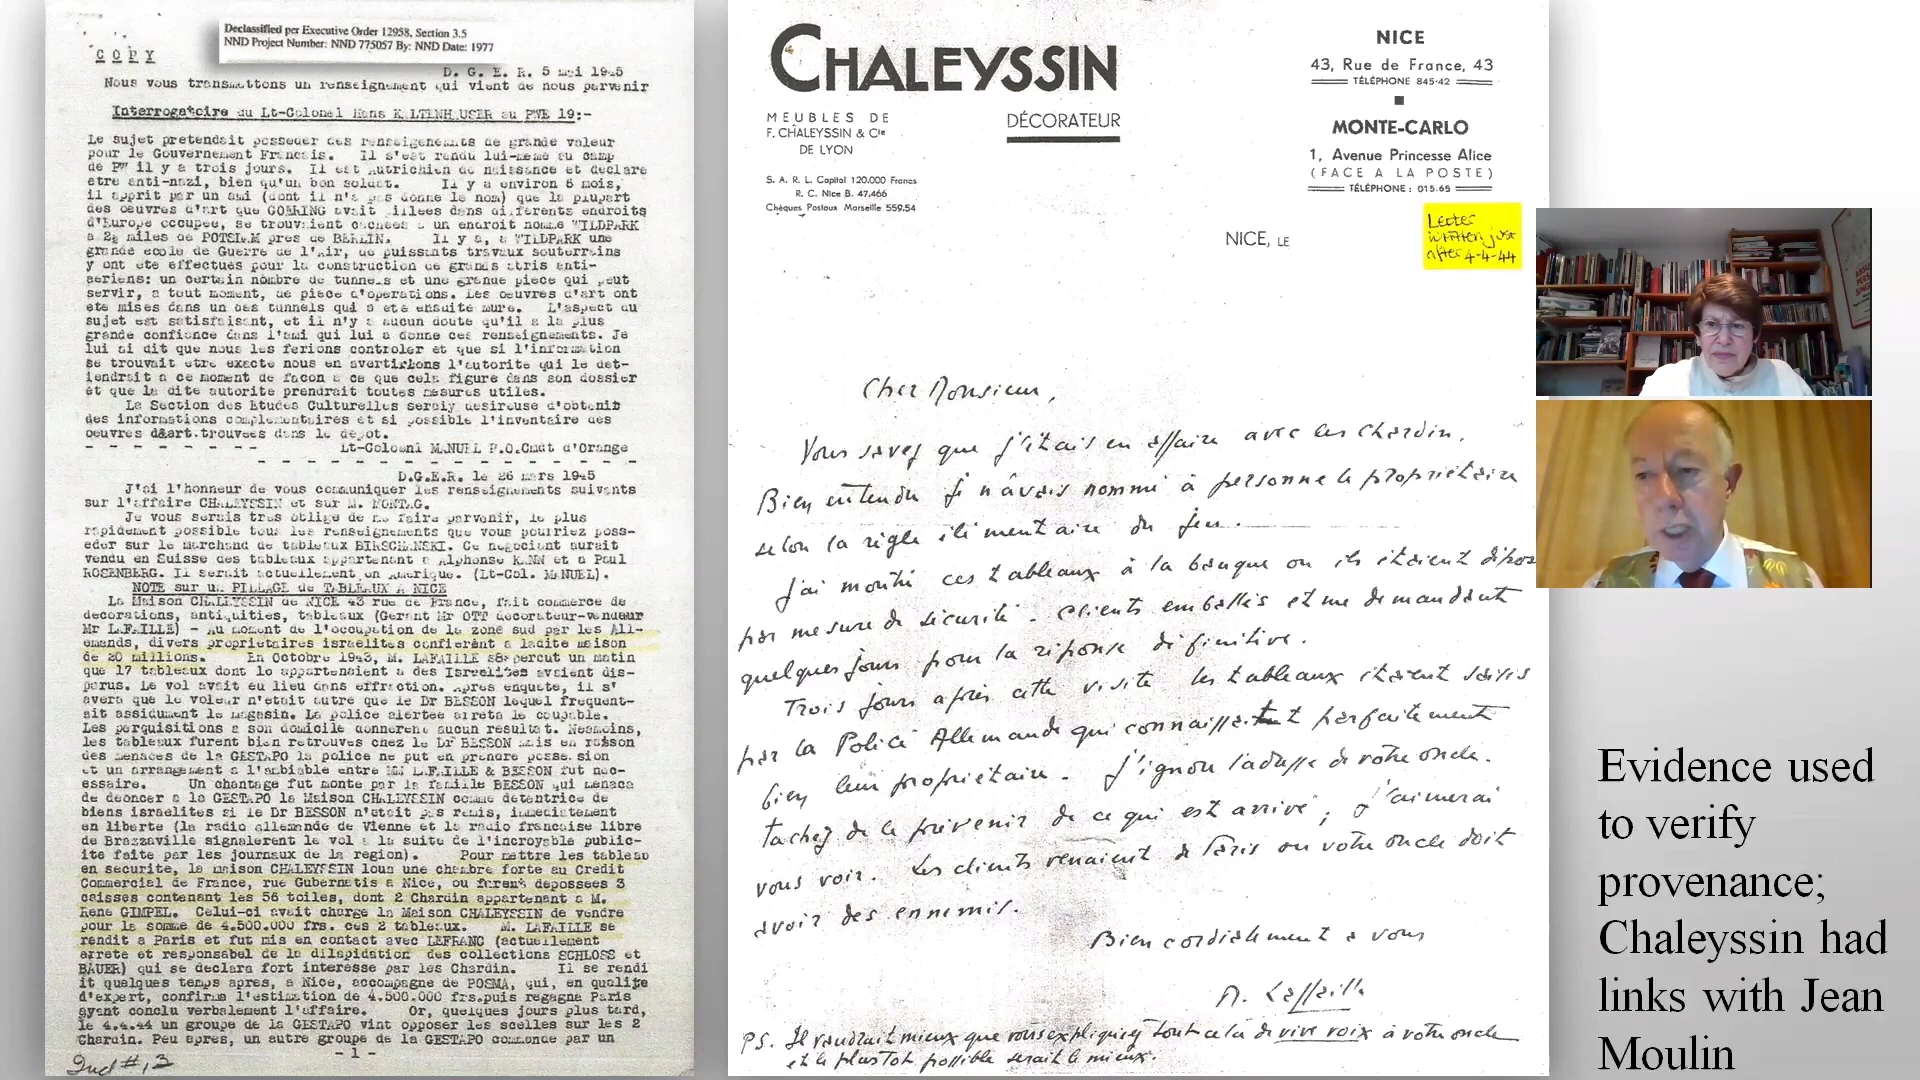 Declassified per Executive Order 12958, Section 3.5
NND Project Number: NND 775057 By: NND Date: 1977
C O P Y
D. G. E. R. 5 mai 1945
Nous vous transmettons un renseignement qui vient de nous parvenir
Interrogatoire du Lt-Colonel Hans K LTENH USER au PWE 19:-
Le sujet pretendait posseder des renseignements de grande valeur
pour le Gouvernement Francais. Il s'est rendu lui-meme au camp
de PW il y a trois jours. Il est Autrichien de naissance et declare
etre anti-nazi, bien qu'un bon soldat. Il y a environ 6 mois,
il apprit par un ami (dont il n'a pas donne le nom) que la plupart
des oeuvres d'art que GOERING avait pillees dans differents endroits
d'Europe occupee, se trouvaient cachees a un endroit nomme WILDPARK
a 2½ miles de POTSDAM pres de BERLIN. Il y a, a WILDPARK une
grande ecole de Guerre de l'Air, de puissants travaux souterrains
y ont ete effectues pour la construction de grands abris anti-
aeriens: un certain nombre de tunnels et une grande piece qui peut
servir, a tout moment, de piece d'operations. Les oeuvres d'art ont
ete mises dans un des tunnels qui a ete ensuite mure. L'aspect du
sujet est satisfaisant, et il n'y a aucun doute qu'il a la plus
grande confiance dans l'ami qui lui a donne ces renseignements. Je
lui ai dit que nous les ferions controler et que si l'information
se trouvait etre exacte nous en avertirions l'autorite qui le det-
iendrait a ce moment de facon a ce que cela figure dans son dossier
et que la dite autorite prendrait toutes mesures utiles.
La Section des Etudes Culturelles seraiy desireuse d'obtenir
des informations complementaires et si possible l'inventaire des
oeuvres d&art.trouvees dans le depot.
- - - - - - - - - Lt-Colonel MANUEL P.O.Cmdt d'Orange
D.G.E.R. le 26 mars 1945
J'ai l'honneur de vous communiquer les renseignements suivants
sur l'affaire CHALEYSSIN et sur M. MONTAG.
Je vous serais tres oblige de me faire parvenir, le plus
rapidement possible tous les renseignements que vous pourriez poss-
eder sur le marchand de tableaux BIRSCHANSKI. Ce negociant aurait
vendu en Suisse des tableaux appartenant a Alphonse KANN et a Paul
ROSENBERG. Il serait actuellement en Amerique. (Lt-Col. MANUEL).
NOTE sur un PILLAGE de TABLEAUX A NICE
La Maison CHALEYSSIN de NICE 43 rue de France, fait commerce de
decorations, antiquities, tableaux (Gerant Mr OTT decorateur-vendeur
Mr LAFAILLE) - Au moment de l'occupation de la zone sud par les All-
emands, divers proprietaires israelites confierent a ladite maison
de 20 millions. En Octobre 1943, M. LAFAILLE s'apercut un matin
que 17 tableaux dont 10 appartenaient a des Israelites avaient dis-
parus. Le vol avait eu lieu sans effraction. Apres enquete, il s'
avera que le voleur n'etait autre que le Dr BESSON lequel frequent-
ait assidument le magasin. La police alertee arreta le coupable.
Les perquisitions a son domicile donnerent aucun resultat. Neamoins,
les tableaux furent bien retrouves chez le Dr BESSON mais en raison
des menaces de la GESTAPO la police ne put en prendre posse.sion
et un arrangement a l'ambiable entre MM LAFAILLE & BESSON fut nec-
essaire. Un chantage fut monte par la famille BESSON qui menaca
de denoncer a la GESTAPO la Maison CHALEYSSIN comme detentrice de
biens israelites si le Dr BESSON n'etait pas remis, immediatement
en liberte (la radio allemande de Vienne et la radio francaise libre
de Brazzaville signalerent le vol a la suite de l'incroyable public-
ite faite par les journaux de la region). Pour mettre les tableau
en securite, la maison CHALEYSSIN loua une chambre forte au Credit
Commercial de France, rue Gubernatis a Nice, ou furent deposees 3
caisses contenant les 56 toiles, dont 2 Chardin appartenant a M.
Rene GIMPEL. Celui-ci avait charge la Maison CHALEYSSIN de vendre
pour la somme de 4.500.000 frs. ces 2 tableaux. M. LAFAILLE se
rendit a Paris et fut mis en contact avec LEFRANC (actuellement
arrete et responsabel de la dilapidation des collections SCHLOSS et
BAUER) qui se declara fort interesse par les Chardin. Il se rendi
it quelques temps apres, a Nice, accompagne de POSMA, qui, en qualite
d'expert, confirma l'estimation de 4.500.000 frs.puis regagna Paris
ayant conclu verbalement l'affaire. Or, quelques jours plus tard,
le 4.4.44 un groupe de la GESTAPO vint apposer les scelles sur les 2
Chardin. Peu apres, un autre groupe de la GESTAPO commande par un
- 1 -
CHALEYSSIN
MEUBLES DE
F. CHALEYSSIN & Cie
DE LYON
DÉCORATEUR
S. A. R. L. Capital 120.000 Francs
R. C. Nice B. 47.466
Chèques Postaux Marseille 559.54
NICE
43, Rue de France, 43
TÉLÉPHONE 845-42
MONTE-CARLO
1, Avenue Princesse Alice
(FACE A LA POSTE)
TÉLÉPHONE : 015-65
NICE, LE
Letter
written just
after 4-4-44
Cher Monsieur,
Vous savez que j'étais en affaire avec les Chardin.
Bien entendu je n'avais nommé à personne le propriétaire
selon la règle élémentaire du jeu.
J'ai montré ces tableaux à la banque ou ils étaient dépos
par mesure de sécurité. Clients emballés et me demandant
quelques jours pour la réponse définitive.
Trois jours après cette visite les tableaux étaient saisis
par la Police Allemande qui connaissait parfaitement
bien leur propriétaire. J'ignore l'adresse de votre oncle.
Tachez de le prévenir de ce qui est arrivé, j'aimerai
vous voir. Les clients venaient de Paris ou votre oncle doit
avoir des ennemis.
Bien cordialement a vous
PS. Il vaudrait mieux que vous expliquiez tout cela de vive voix à votre oncle
et le plus tot possible serait le mieux.
Evidence used
to verify
provenance;
Chaleyssin had
links with Jean
Moulin